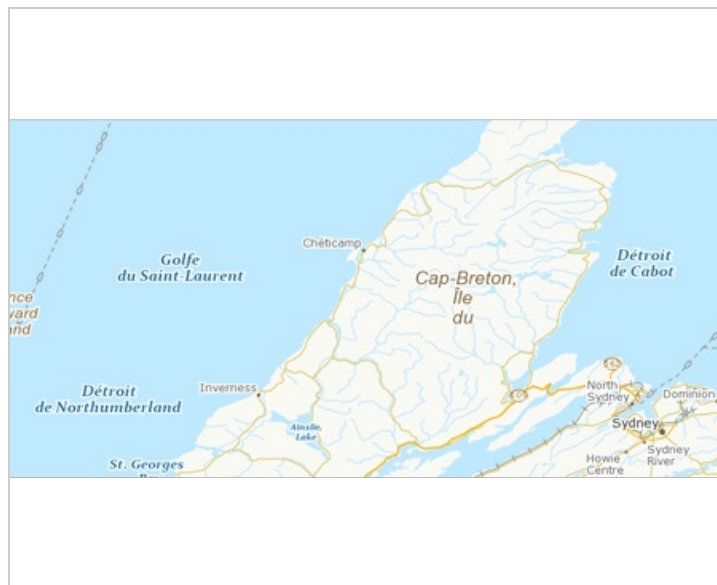 Chéticamp
Golfe
du Saint-Laurent
Détroit
de Cabot
Cap-Breton,
Île
du
Inverness
Détroit
de Northumberland
North
Sydney
Dominion
Ainslie,
Lake
Sydney
St. Georges
Howie
Centre
Sydney
River